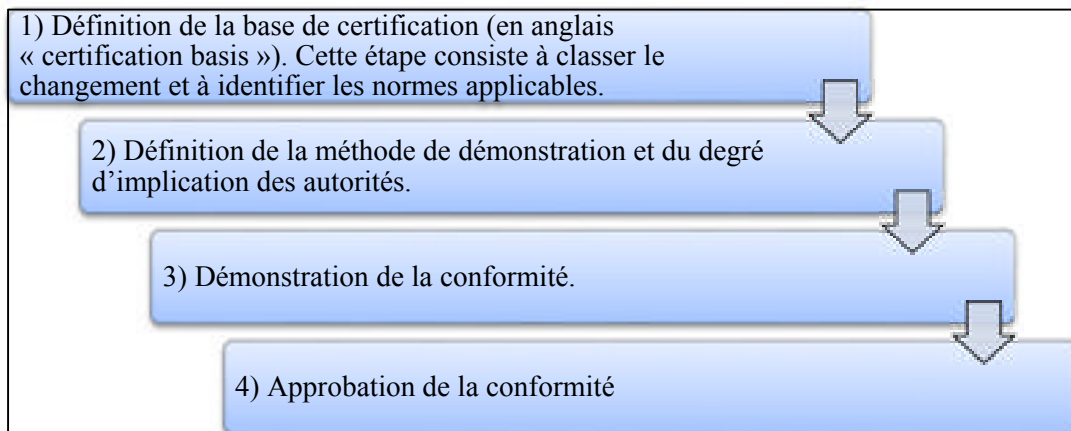 1) Définition de la base de certification (en anglais
« certification basis »). Cette étape consiste à classer le
changement et à identifier les normes applicables.
2) Définition de la méthode de démonstration et du degré
d’implication des autorités.
3) Démonstration de la conformité.
4) Approbation de la conformité